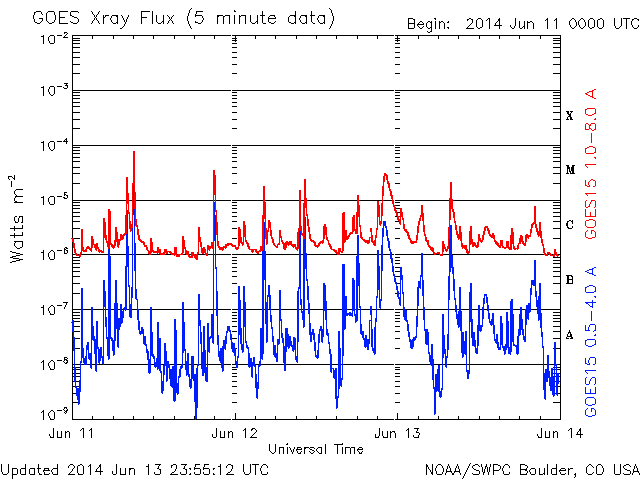 GOES Xray Flux (5 minute data)
Begin: 2014 Jun 11 0000 UTC
10-2
10-3
10-4
10-5
10-6
10-7
10-8
10-9
Watts m-2
X
M
C
B
A
GOES15 1.0-8.0 A
GOES15 0.5-4.0 A
Jun 11
Jun 12
Jun 13
Jun 14
Universal Time
Updated 2014 Jun 13 23:55:12 UTC
NOAA/SWPC Boulder, CO USA